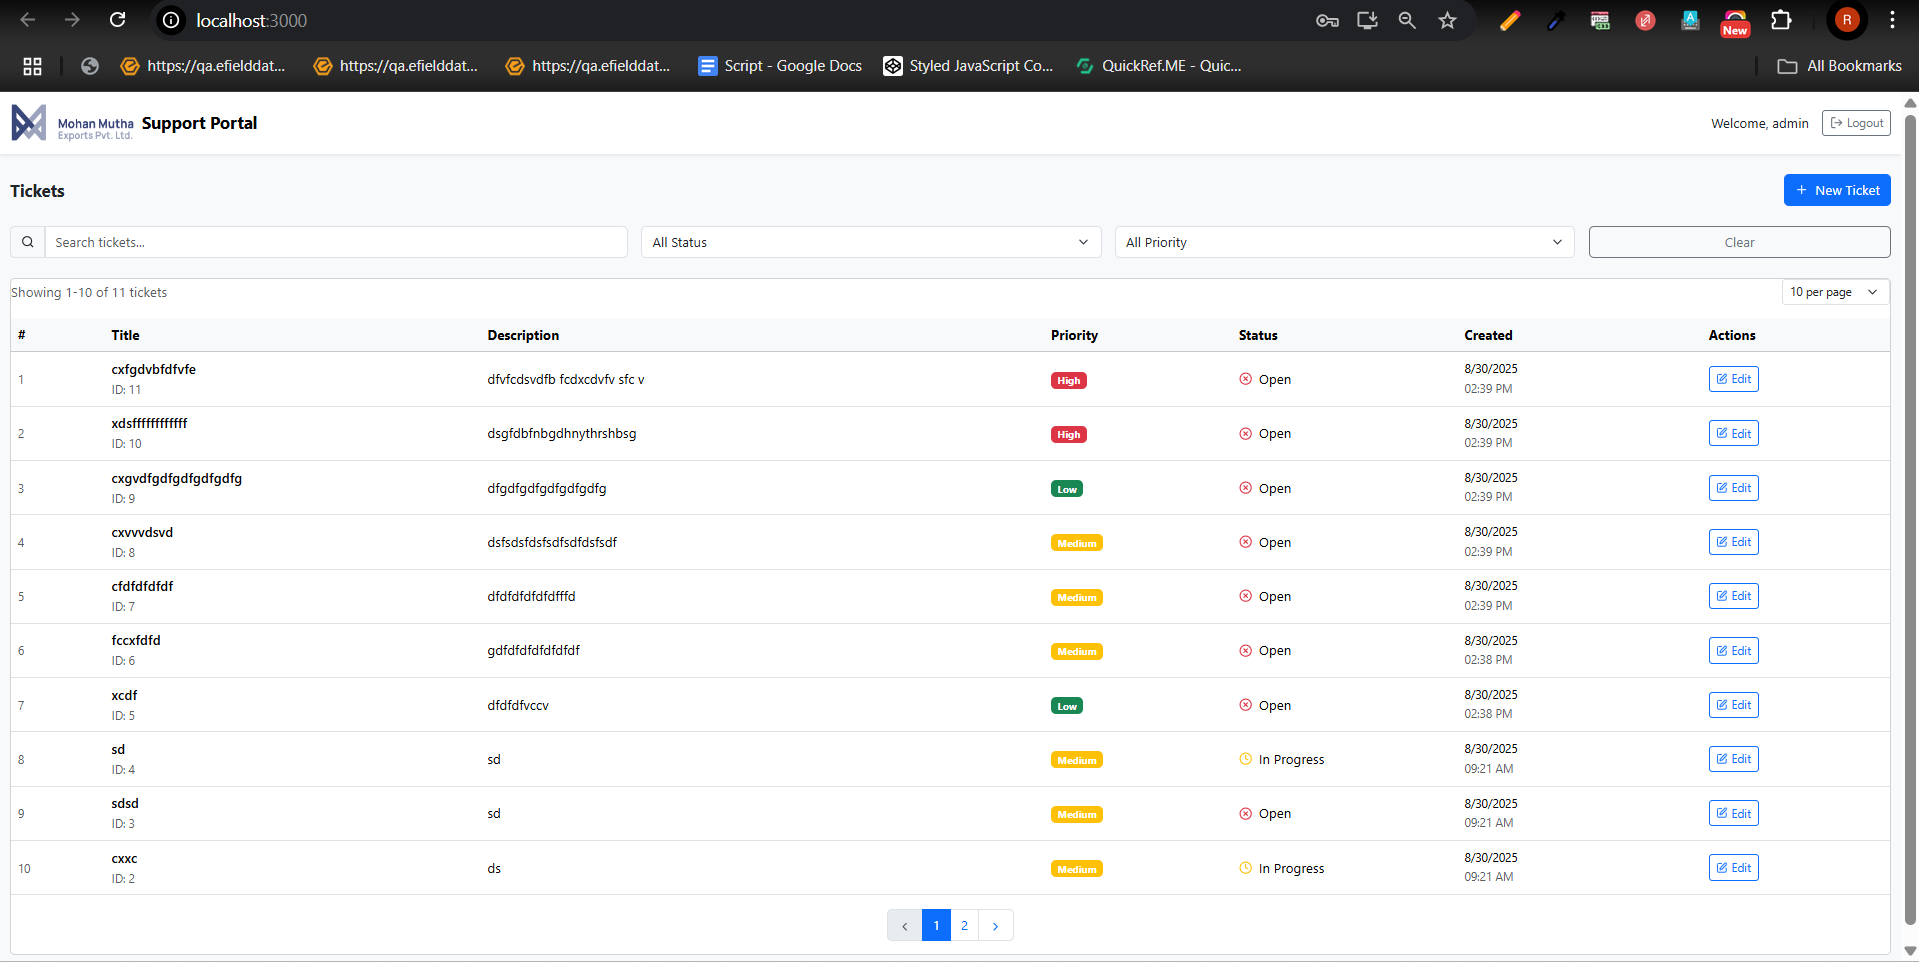 localhost:3000
New
R
https://qa.efielddat...
https://qa.efielddat...
https://qa.efielddat...
Script - Google Docs
Styled JavaScript Co...
QuickRef.ME - Quic...
All Bookmarks
Mohan Mutha
Exports Pvt. Ltd.
Support Portal
Welcome, admin
Logout
Tickets
New Ticket
Search tickets...
All Status
All Priority
Clear
Showing 1-10 of 11 tickets
10 per page
# Title Description Priority Status Created Actions
1 cxfgdvbfdfvfe dfvfcdsvdfb fcdxcdvfv sfc v High Open 8/30/2025 Edit
ID: 11 02:39 PM
2 xdsffffffffffff dsgfdbfnbgdhnythrshbsg High Open 8/30/2025 Edit
ID: 10 02:39 PM
3 cxgvdfgdfgdfgdfgdfg dfgdfgdfgdfgdfgdfg Low Open 8/30/2025 Edit
ID: 9 02:39 PM
4 cxvvvdsvd dsfsdsfdsfsdfsdfdsfsdf Medium Open 8/30/2025 Edit
ID: 8 02:39 PM
5 cfdfdfdfdf dfdfdfdfdfdfffd Medium Open 8/30/2025 Edit
ID: 7 02:39 PM
6 fccxfdfd gdfdfdfdfdfdfdf Medium Open 8/30/2025 Edit
ID: 6 02:38 PM
7 xcdf dfdfdfvccv Low Open 8/30/2025 Edit
ID: 5 02:38 PM
8 sd sd Medium In Progress 8/30/2025 Edit
ID: 4 09:21 AM
9 sdsd sd Medium Open 8/30/2025 Edit
ID: 3 09:21 AM
10 cxxc ds Medium In Progress 8/30/2025 Edit
ID: 2 09:21 AM
‹ 1 2 ›